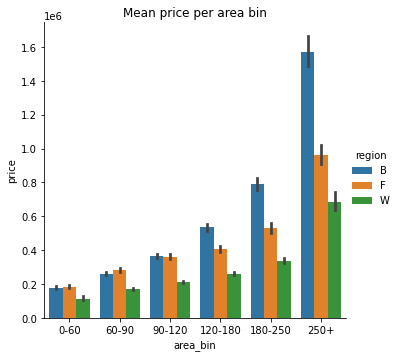 Mean price per area bin
1e6
1.6
1.4
1.2
1.0
0.8
0.6
0.4
0.2
0.0
price
0-60 60-90 90-120 120-180 180-250 250+
area_bin
region
B
F
W